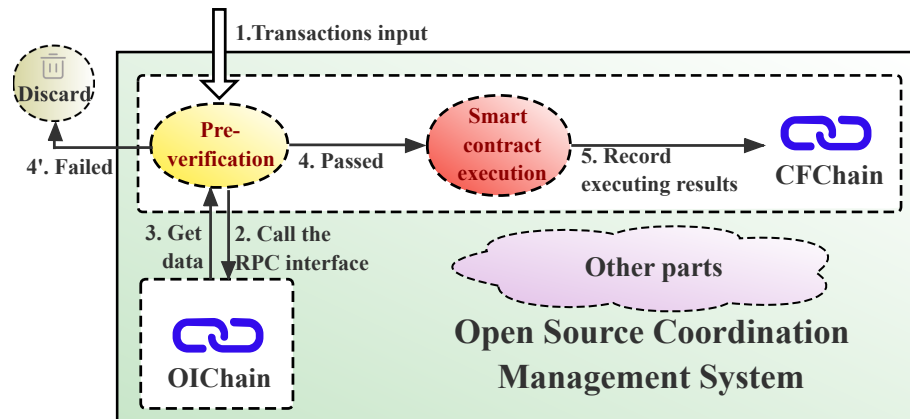 1.Transactions input
Discard
Pre-
verification
4'. Failed
4. Passed
Smart
contract
execution
5. Record
executing results
CFChain
3. Get
data
2. Call the
RPC interface
OIChain
Other parts
Open Source Coordination
Management System